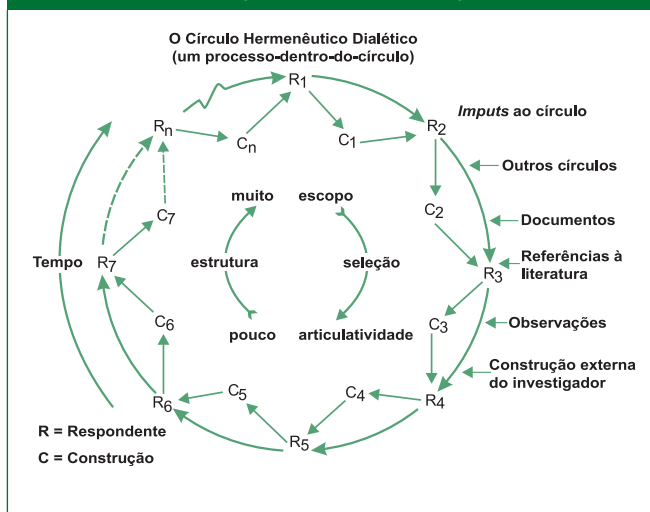 O Círculo Hermenêutico Dialético
(um processo-dentro-do-círculo)
R1
Imputs ao círculo
Rn
Cn
C1
R2
Outros círculos
muito
escopo
C7
C2
Documentos
Tempo
R7
estrutura
seleção
R3
Referências à
literatura
C6
pouco
articulatividade
C3
Observações
Construção externa
do investigador
R6
C5
C4
R4
R5
R = Respondente
C = Construção